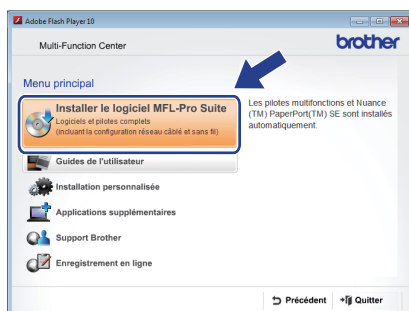 Adobe Flash Player 10
Multi-Function Center
brother
Menu principal
Installer le logiciel MFL-Pro Suite
Logiciels et pilotes complets
(incluant la configuration réseau câblé et sans fil)
Les pilotes multifonctions et Nuance
(TM) PaperPort(TM) SE sont installés
automatiquement.
Guides de l'utilisateur
Installation personnalisée
Applications supplémentaires
Support Brother
Enregistrement en ligne
Précédent
Quitter